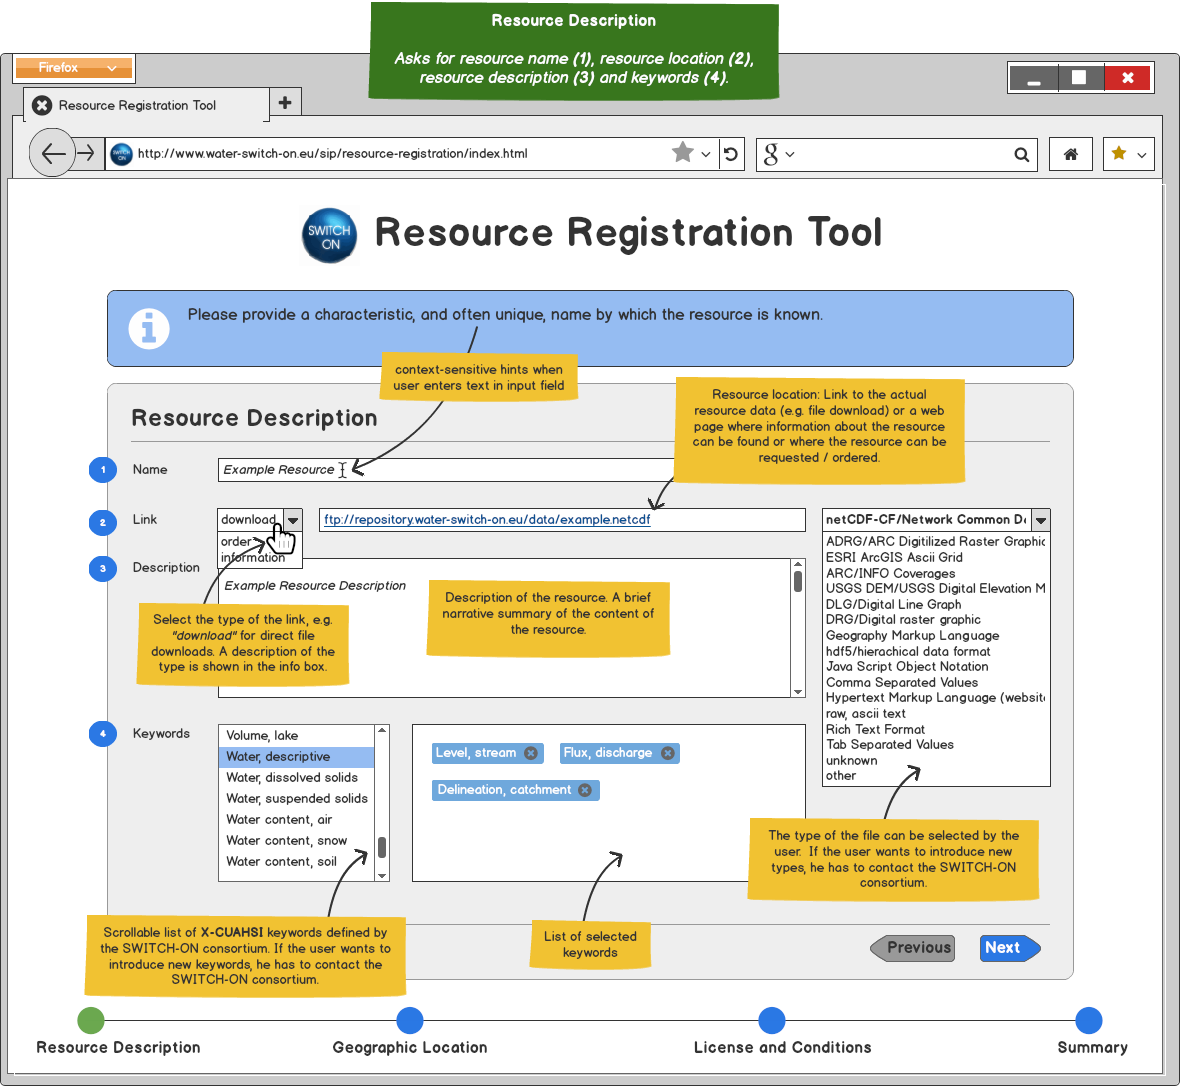 Resource Description
Asks for resource name (1), resource location (2),
resource description (3) and keywords (4).
Firefox
Resource Registration Tool
http://www.water-switch-on.eu/sip/resource-registration/index.html
g
SWITCH
ON
Resource Registration Tool
Please provide a characteristic, and often unique, name by which the resource is known.
context-sensitive hints when
user enters text in input field
Resource location: Link to the actual
resource data (e.g. file download) or a web
page where information about the resource
can be found or where the resource can be
requested / ordered.
Resource Description
1
Name
Example Resource
2
Link
download
order
information
ftp://repository.water-switch-on.eu/data/example.netcdf
netCDF-CF/Network Common Da
ADRG/ARC Digitilized Raster Graphic
ESRI ArcGIS Ascii Grid
ARC/INFO Coverages
USGS DEM/USGS Digital Elevation M
DLG/Digital Line Graph
DRG/Digital raster graphic
Geography Markup Language
hdf5/hierachical data format
Java Script Object Notation
Comma Separated Values
Hypertext Markup Language (website
raw, ascii text
Rich Text Format
Tab Separated Values
unknown
other
3
Description
Example Resource Description
Description of the resource. A brief
narrative summary of the content of
the resource.
Select the type of the link, e.g.
"download" for direct file
downloads. A description of the
type is shown in the info box.
4
Keywords
Volume, lake
Water, descriptive
Water, dissolved solids
Water, suspended solids
Water content, air
Water content, snow
Water content, soil
Level, stream
Flux, discharge
Delineation, catchment
The type of the file can be selected by the
user. If the user wants to introduce new
types, he has to contact the SWITCH-ON
consortium.
Scrollable list of X-CUAHSI keywords defined by
the SWITCH-ON consortium. If the user wants to
introduce new keywords, he has to contact the
SWITCH-ON consortium.
List of selected
keywords
Previous
Next
Resource Description
Geographic Location
License and Conditions
Summary